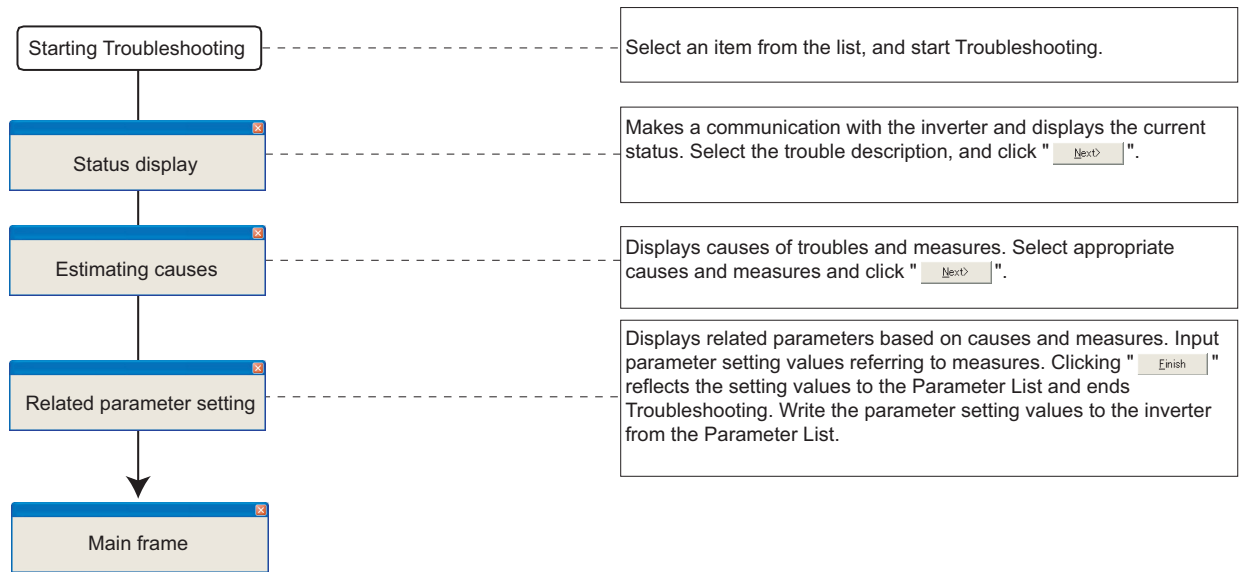 Starting Troubleshooting
Select an item from the list, and start Troubleshooting.
Status display
Makes a communication with the inverter and displays the current
status. Select the trouble description, and click " Next> ".
Estimating causes
Displays causes of troubles and measures. Select appropriate
causes and measures and click " Next> ".
Related parameter setting
Displays related parameters based on causes and measures. Input
parameter setting values referring to measures. Clicking " Finish "
reflects the setting values to the Parameter List and ends
Troubleshooting. Write the parameter setting values to the inverter
from the Parameter List.
Main frame